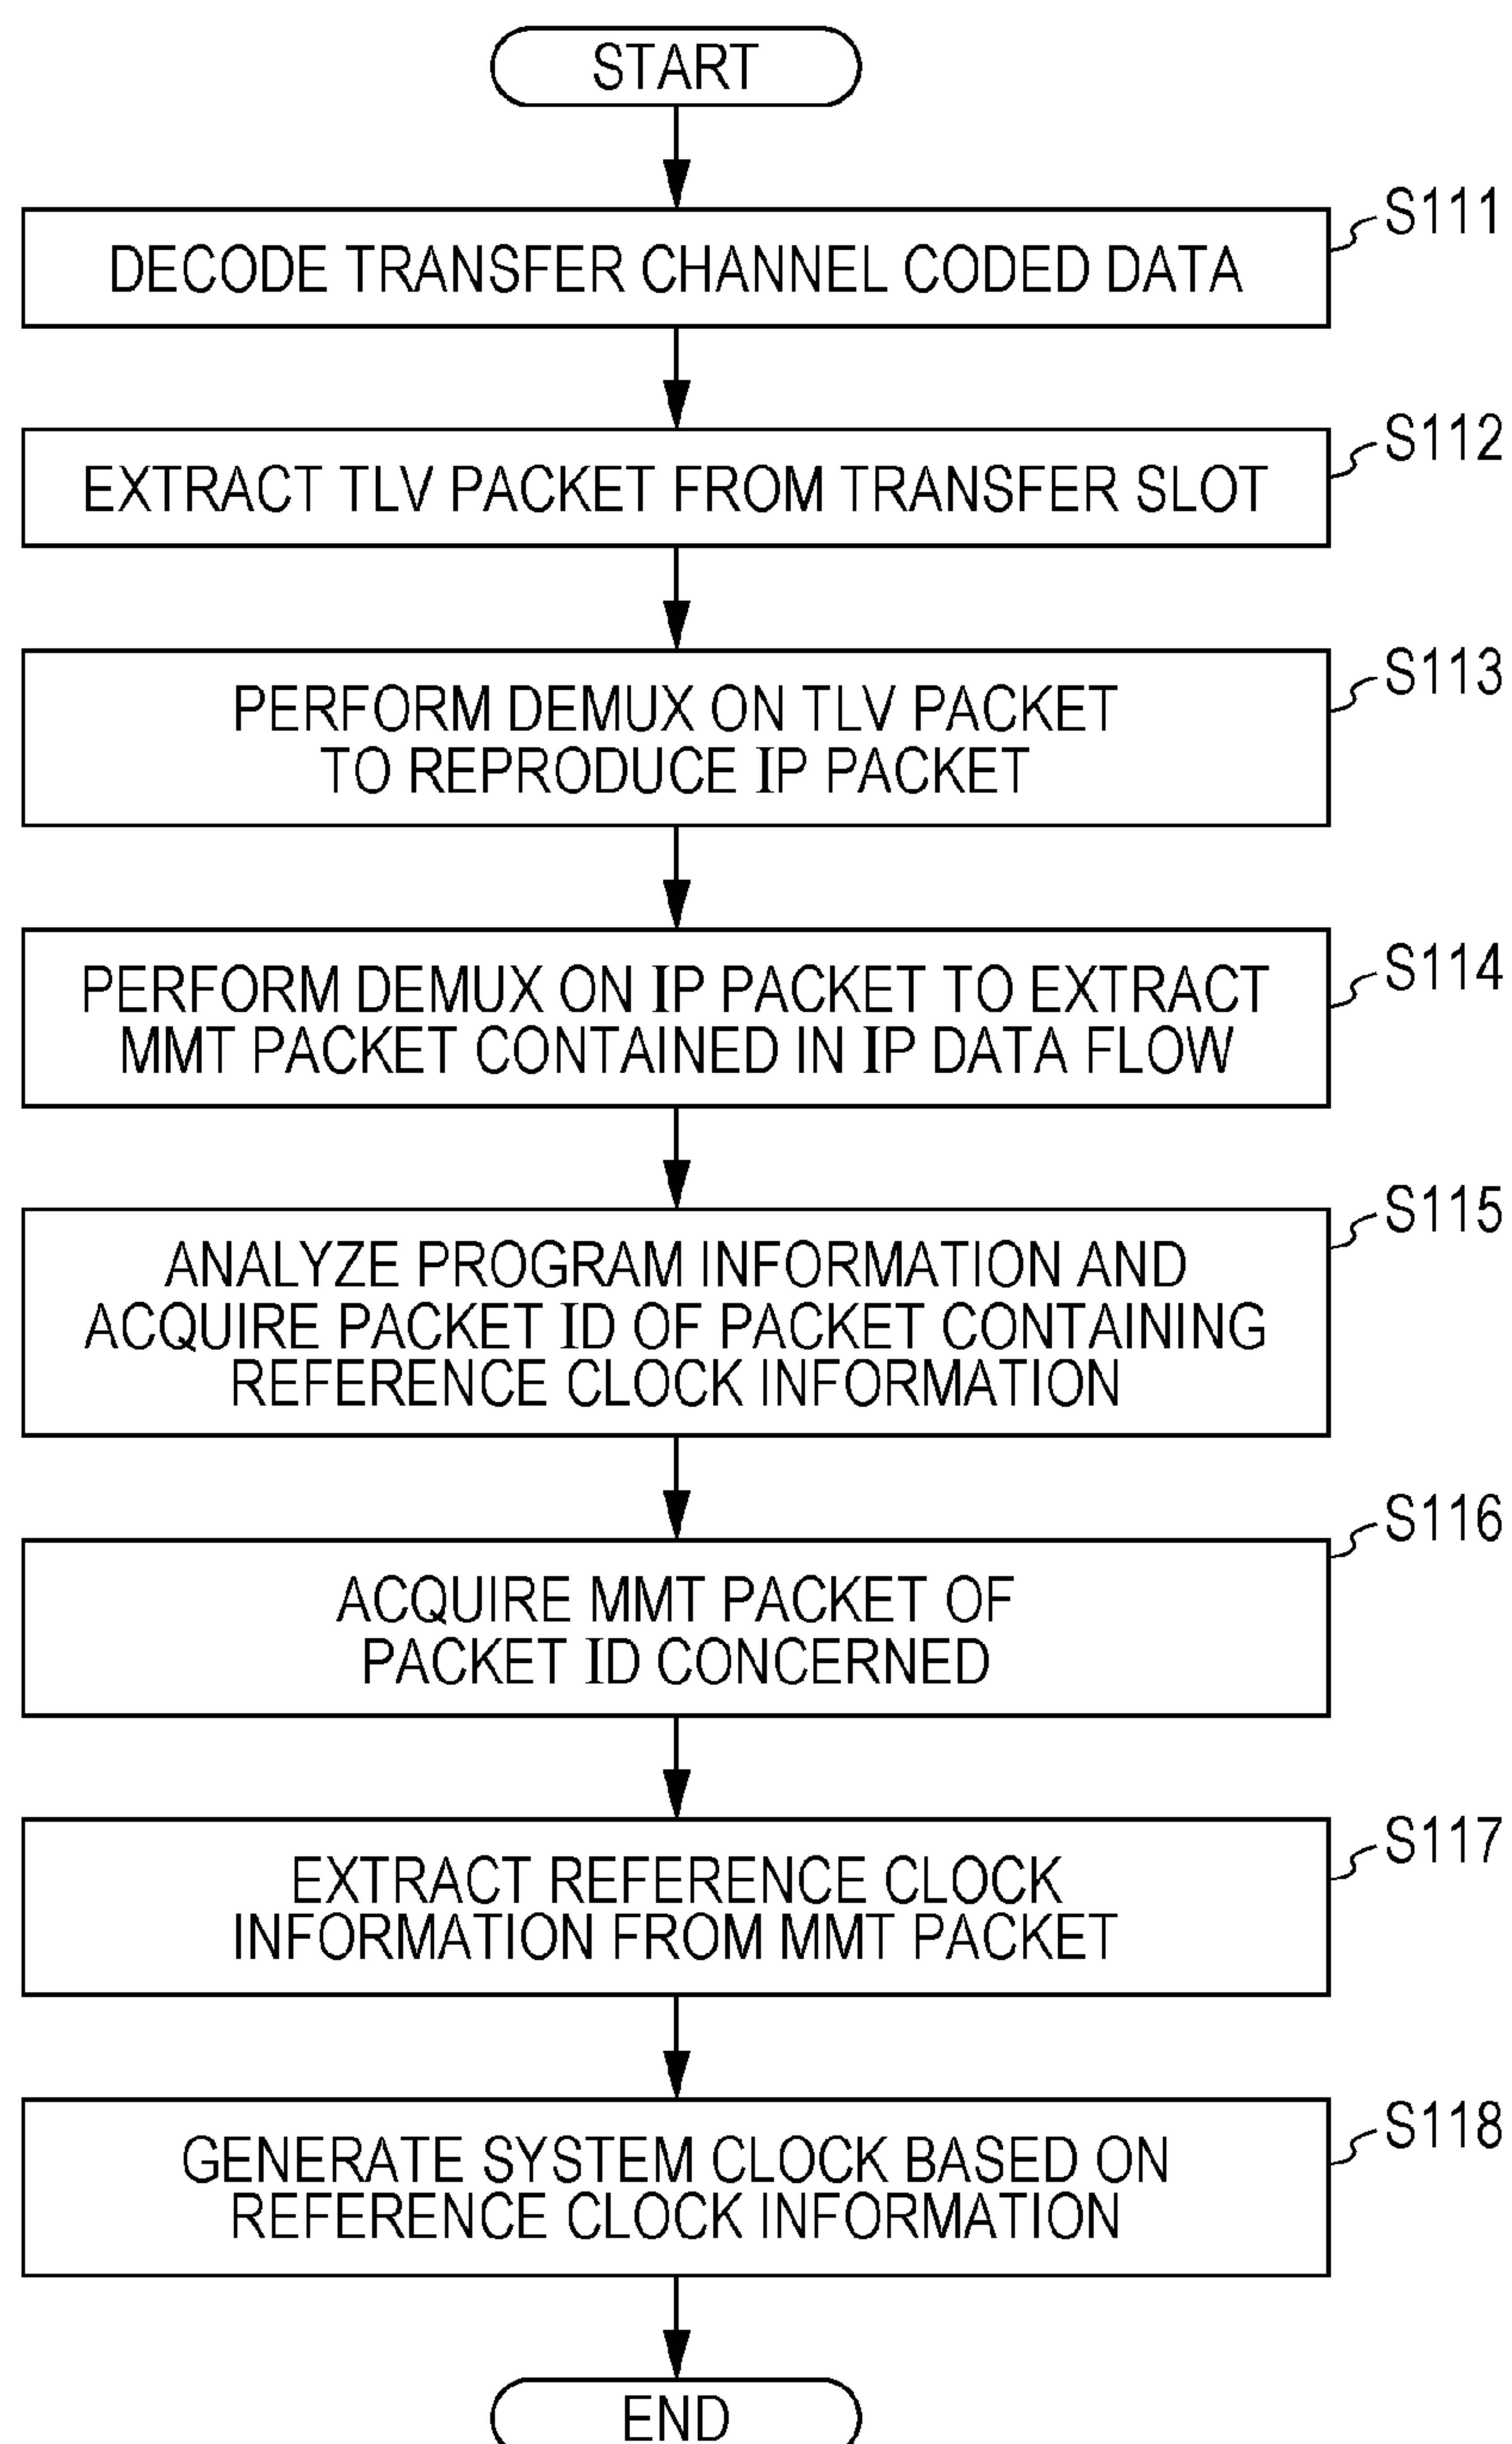 START
S111
DECODE TRANSFER CHANNEL CODED DATA
S112
EXTRACT TLV PACKET FROM TRANSFER SLOT
S113
PERFORM DEMUX ON TLV PACKET
TO REPRODUCE IP PACKET
S114
PERFORM DEMUX ON IP PACKET TO EXTRACT
MMT PACKET CONTAINED IN IP DATA FLOW
S115
ANALYZE PROGRAM INFORMATION AND
ACQUIRE PACKET ID OF PACKET CONTAINING
REFERENCE CLOCK INFORMATION
S116
ACQUIRE MMT PACKET OF
PACKET ID CONCERNED
S117
EXTRACT REFERENCE CLOCK
INFORMATION FROM MMT PACKET
S118
GENERATE SYSTEM CLOCK BASED ON
REFERENCE CLOCK INFORMATION
END